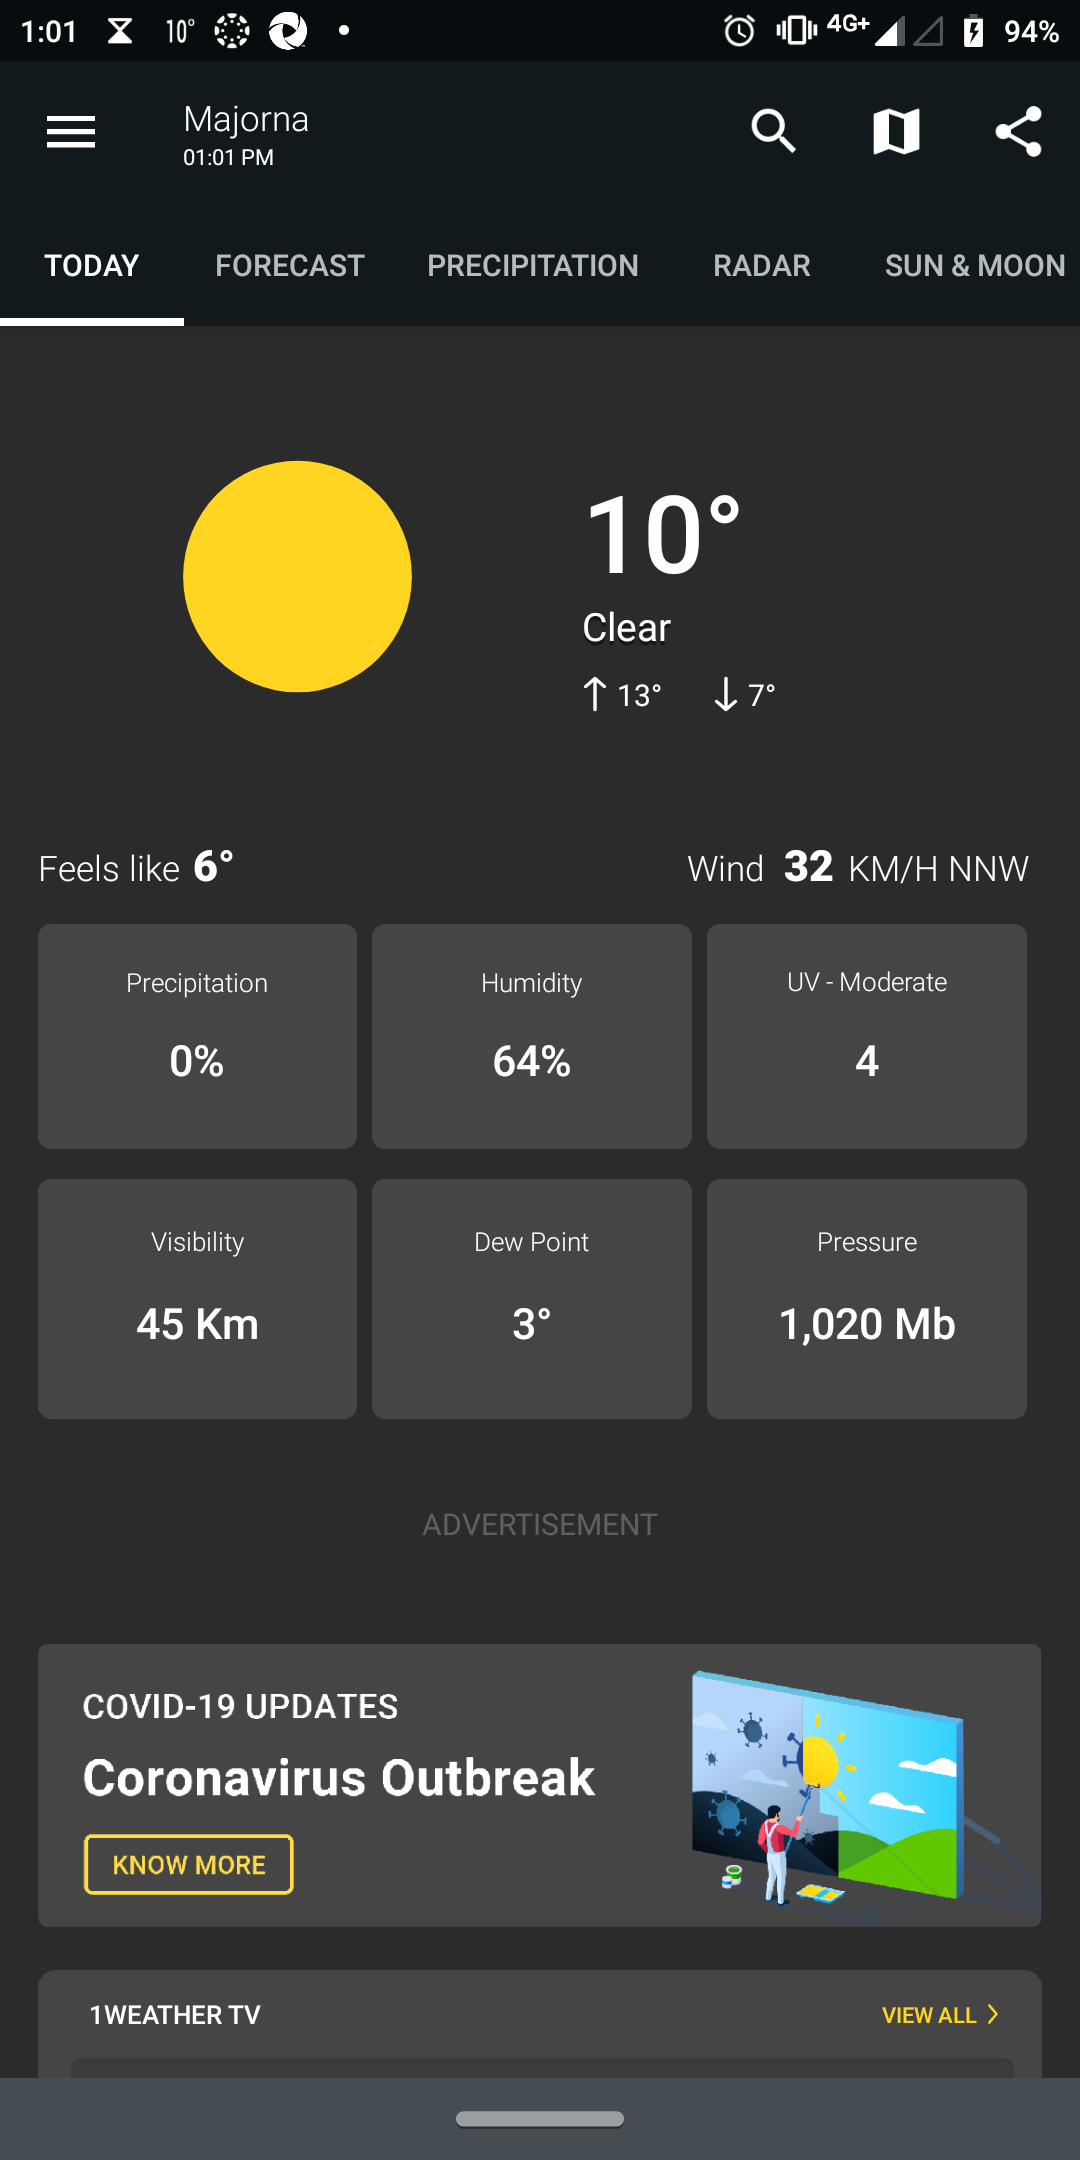 1:01 10° 4G+ 94%
Majorna
01:01 PM
TODAY FORECAST PRECIPITATION RADAR SUN & MOON
10°
Clear
13° 7°
Feels like 6° Wind 32 KM/H NNW
Precipitation Humidity UV - Moderate
0% 64% 4
Visibility Dew Point Pressure
45 Km 3° 1,020 Mb
ADVERTISEMENT
COVID-19 UPDATES
Coronavirus Outbreak
KNOW MORE
1WEATHER TV VIEW ALL